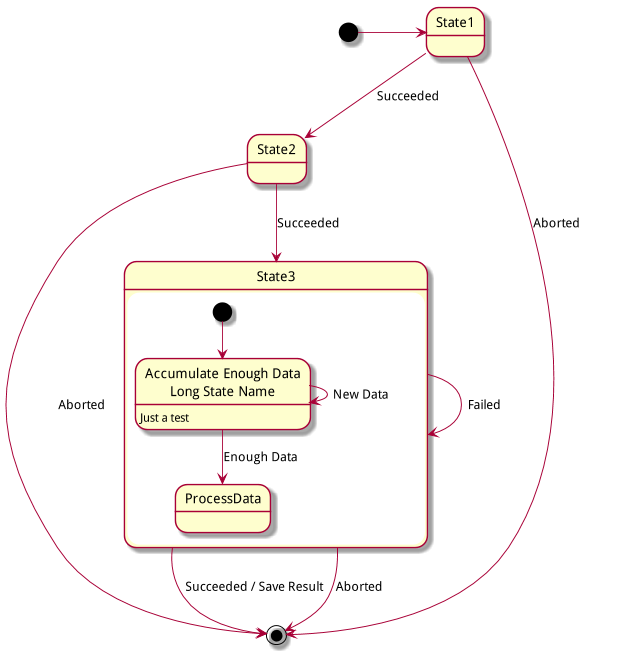 State1
Succeeded
State2
Succeeded
Aborted
State3
Accumulate Enough Data
Long State Name
New Data
Just a test
Aborted
Failed
Enough Data
ProcessData
Succeeded / Save Result
Aborted